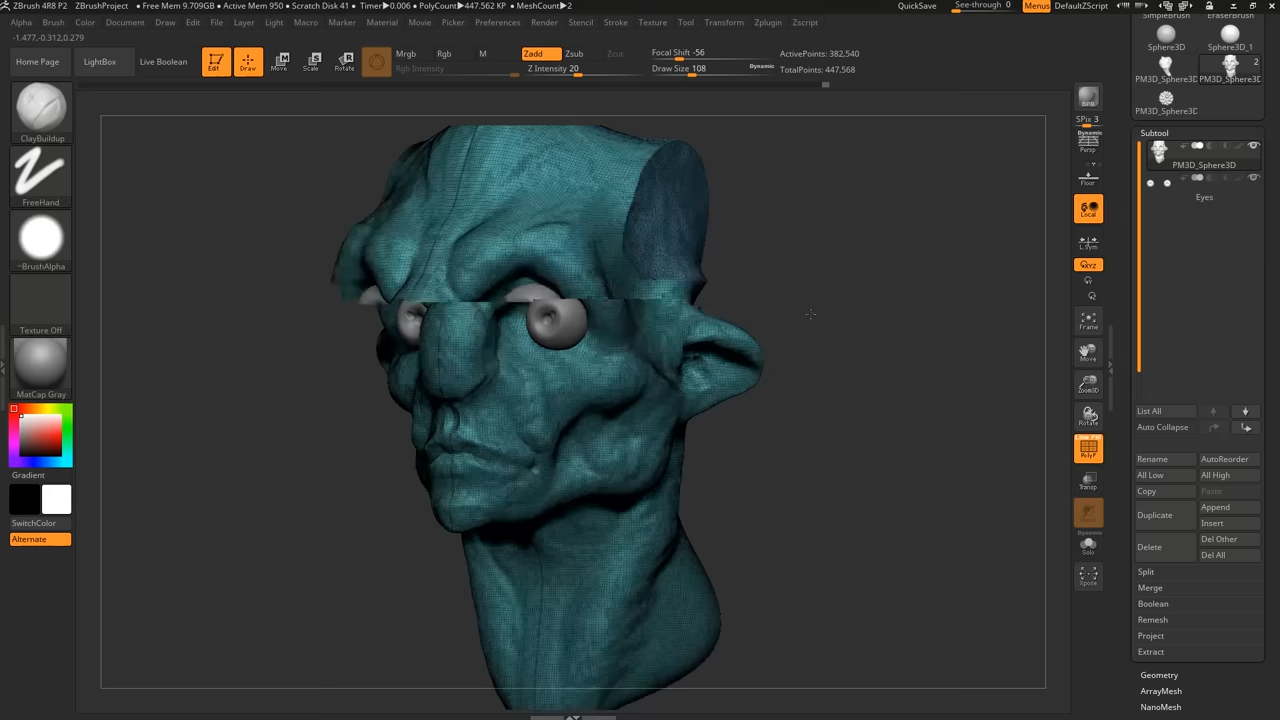 ZBrush 4R8 P2 ZBrushProject • Free Mem 9.709GB • Active Mem 950 • Scratch Disk 41 • Timer▶0.006 • PolyCount▶447.562 KP • MeshCount▶2 QuickSave See-through 0 Menus DefaultZScript
Alpha Brush Color Document Draw Edit File Layer Light Macro Marker Material Movie Picker Preferences Render Stencil Stroke Texture Tool Transform Zplugin Zscript
-1.477,-0.312,0.279
Home Page LightBox Live Boolean Edit Draw Move Scale Rotate
Mrgb Rgb M Zadd Zsub Zcut
Rgb Intensity Z Intensity 20
Focal Shift -56 ActivePoints: 382,540
Draw Size 108 Dynamic TotalPoints: 447,568
ClayBuildup
FreeHand
~BrushAlpha
Texture Off
MatCap Gray
Gradient
SwitchColor
Alternate
BPR
SPix 3
Dynamic
Persp
Floor
Local
L.Sym
XYZ
Frame
Move
Zoom3D
Rotate
Line Fill
PolyF
Transp
Dynamic
Solo
Xpose
SimpleBrush EraserBrush
Sphere3D Sphere3D_1
2
PM3D_Sphere3D PM3D_Sphere3D
PM3D_Sphere3D
Subtool
PM3D_Sphere3D
Eyes
List All
Auto Collapse
Rename AutoReorder
All Low All High
Copy Paste
Duplicate Append
Insert
Delete Del Other
Del All
Split
Merge
Boolean
Remesh
Project
Extract
Geometry
ArrayMesh
NanoMesh